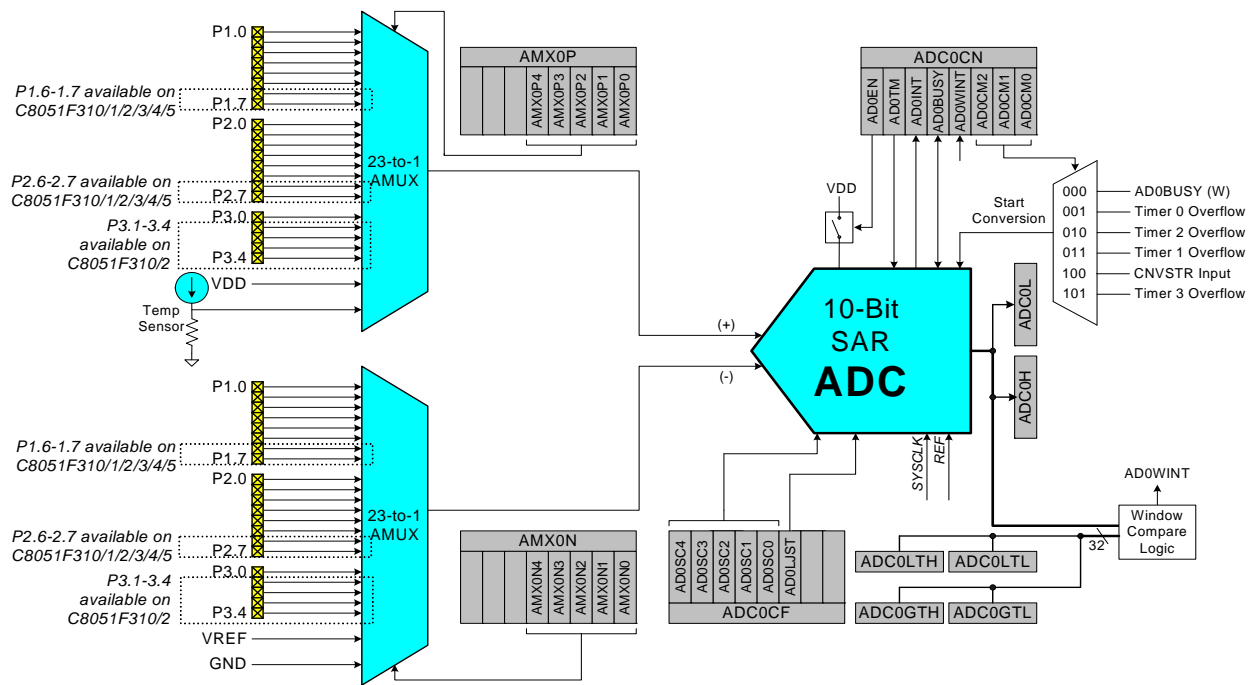 P1.0
P1.6-1.7 available on
C8051F310/1/2/3/4/5
P1.7
P2.0
P2.6-2.7 available on
C8051F310/1/2/3/4/5
P2.7
P3.0
P3.1-3.4
available on
C8051F310/2
P3.4
VDD
Temp
Sensor
23-to-1
AMUX
AMX0P
AMX0P4
AMX0P3
AMX0P2
AMX0P1
AMX0P0
ADC0CN
AD0EN
AD0TM
AD0INT
AD0BUSY
AD0WINT
AD0CM2
AD0CM1
AD0CM0
VDD
Start
Conversion
000
AD0BUSY (W)
001
Timer 0 Overflow
010
Timer 2 Overflow
011
Timer 1 Overflow
100
CNVSTR Input
101
Timer 3 Overflow
(+)
(-)
10-Bit
SAR
ADC
ADC0L
ADC0H
SYSCLK
REF
P1.0
P1.6-1.7 available on
C8051F310/1/2/3/4/5
P1.7
P2.0
P2.6-2.7 available on
C8051F310/1/2/3/4/5
P2.7
P3.0
P3.1-3.4
available on
C8051F310/2
P3.4
VREF
GND
23-to-1
AMUX
AMX0N
AMX0N4
AMX0N3
AMX0N2
AMX0N1
AMX0N0
AD0SC4
AD0SC3
AD0SC2
AD0SC1
AD0SC0
AD0LJST
ADC0CF
AD0WINT
Window
Compare
Logic
32
ADC0LTH
ADC0LTL
ADC0GTH
ADC0GTL